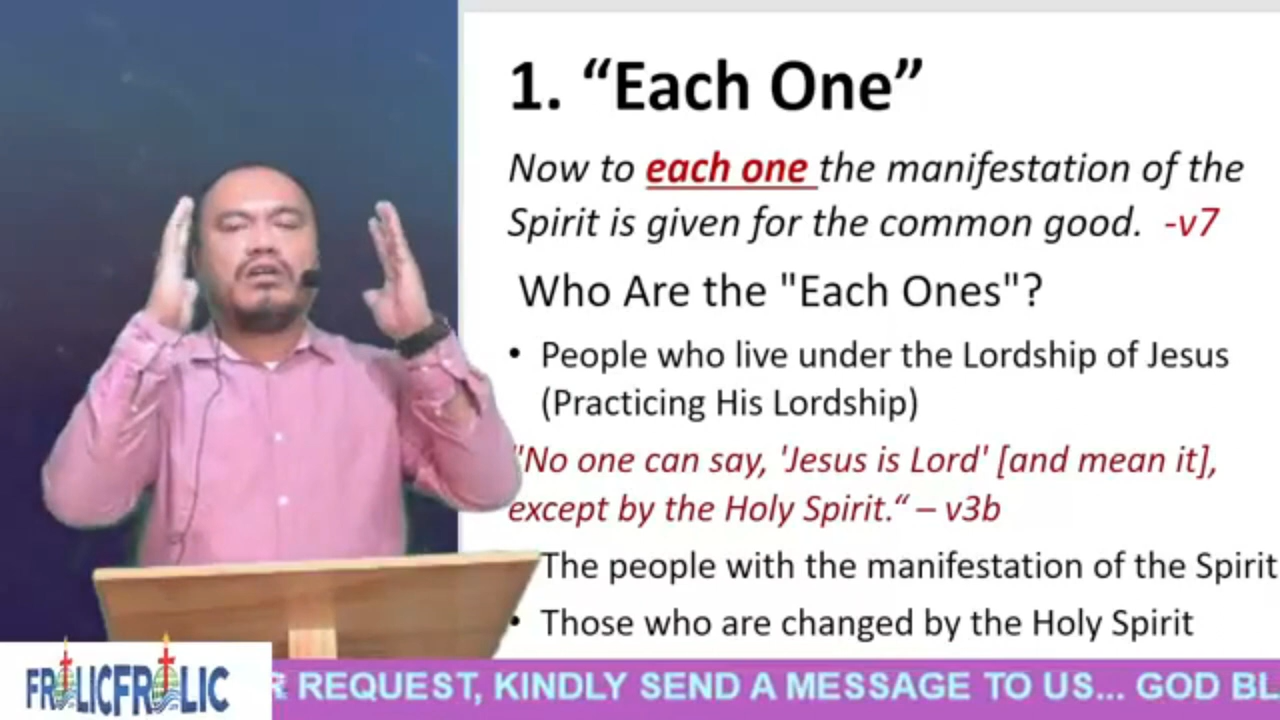 1. “Each One”
Now to each one the manifestation of the
Spirit is given for the common good. -v7
Who Are the "Each Ones"?
• People who live under the Lordship of Jesus
(Practicing His Lordship)
"No one can say, 'Jesus is Lord' [and mean it],
except by the Holy Spirit.“ – v3b
The people with the manifestation of the Spirit
• Those who are changed by the Holy Spirit
FROLICFROLIC
R REQUEST, KINDLY SEND A MESSAGE TO US... GOD BL